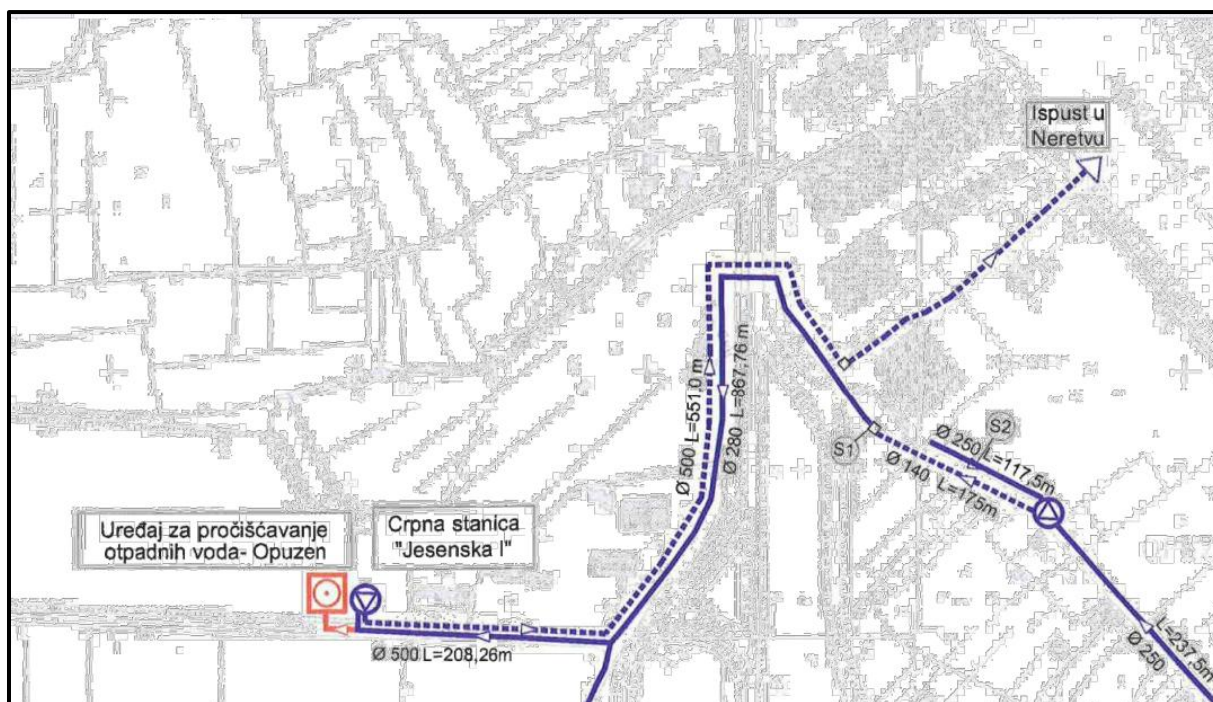 Ispust u
Neretvu
Ø 500 L=551,0 m
Ø 280 L=867,76 m
S1
S2
Ø 250 L=117,5m
Ø 140 L=175m
Uređaj za pročišćavanje
otpadnih voda- Opuzen
Crpna stanica
"Jesenska I"
Ø 500 L=208,26m
L=237,5m
Ø 250